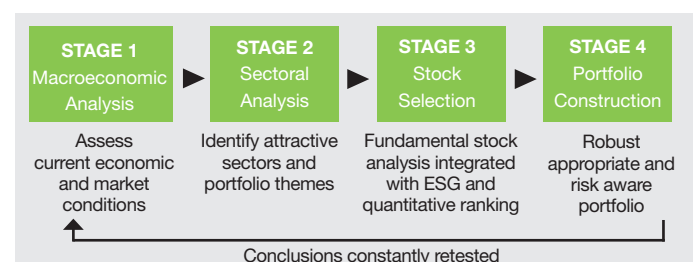 STAGE 1
Macroeconomic
Analysis
Assess
current economic
and market
conditions
STAGE 2
Sectoral
Analysis
Identify attractive
sectors and
portfolio themes
STAGE 3
Stock
Selection
Fundamental stock
analysis integrated
with ESG and
quantitative ranking
STAGE 4
Portfolio
Construction
Robust
appropriate and
risk aware
portfolio
Conclusions constantly retested